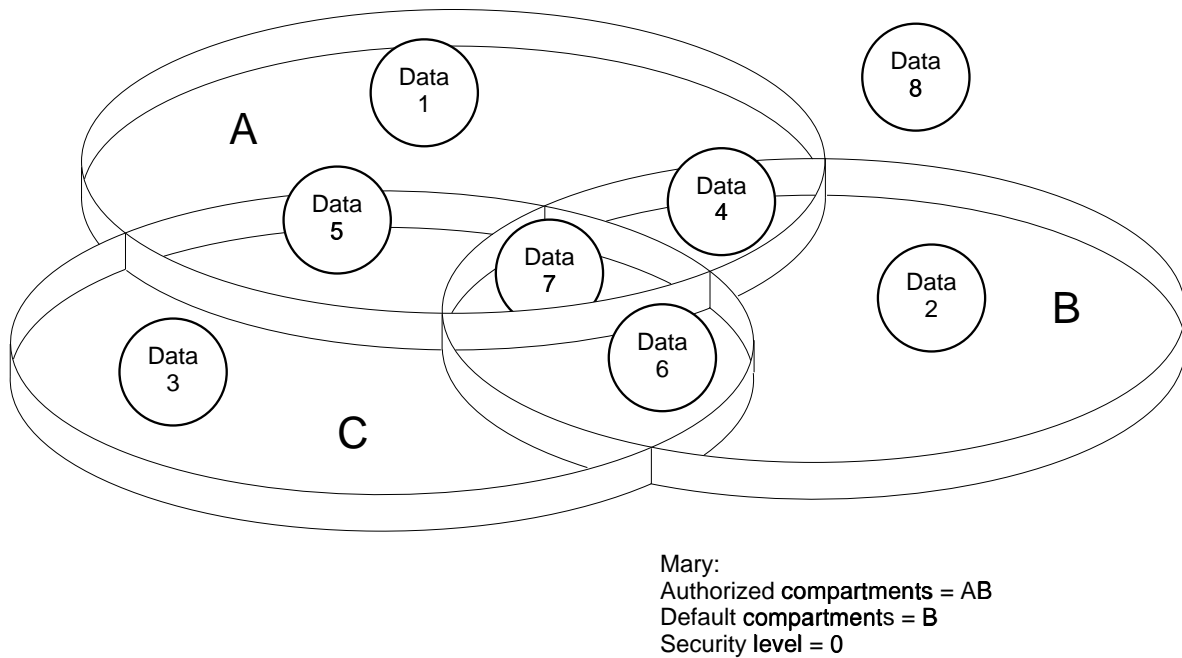 Data
1
Data
8
A
Data
4
Data
5
Data
7
Data
2
B
Data
6
Data
3
C
Mary:
Authorized compartments = AB
Default compartments = B
Security level = 0